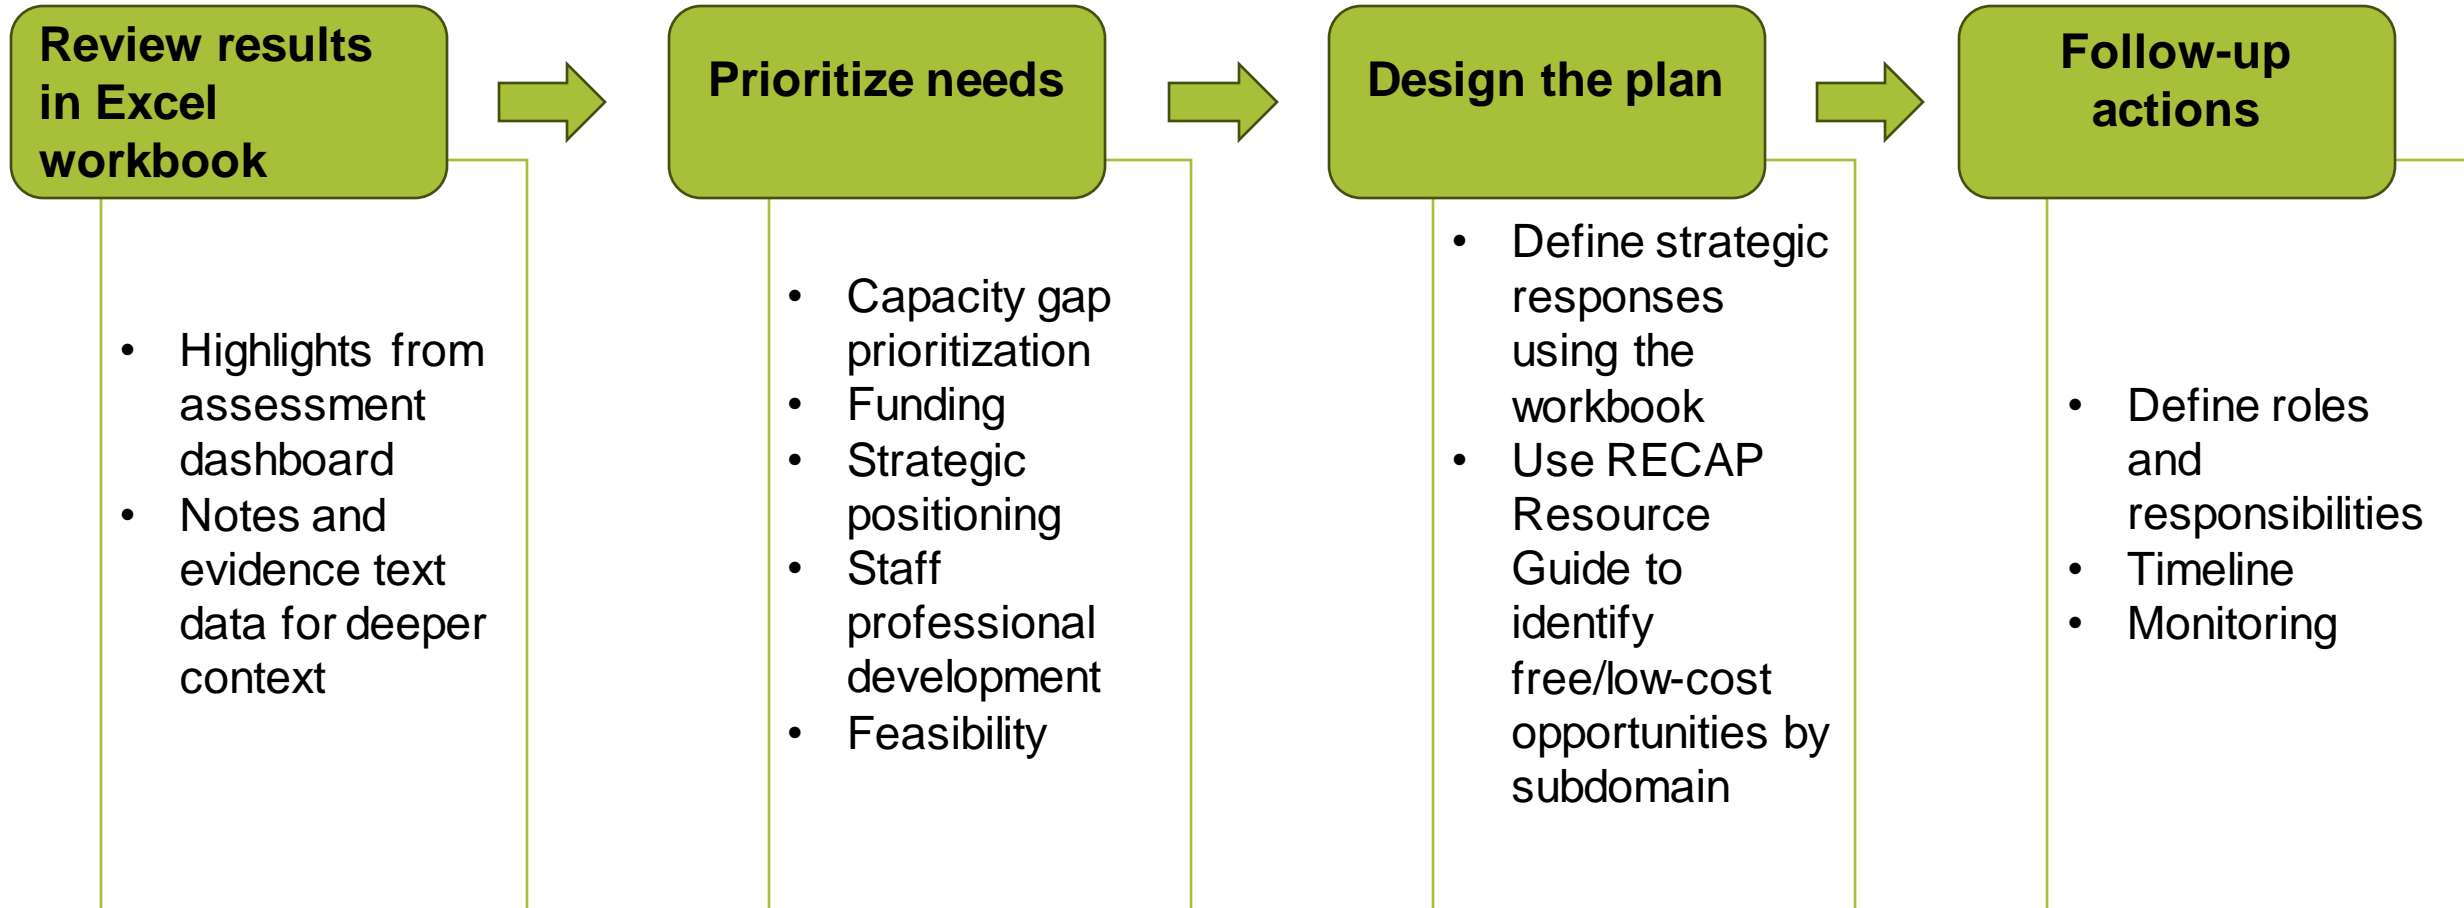 Review results
in Excel
workbook
• Highlights from
assessment
dashboard
• Notes and
evidence text
data for deeper
context
Prioritize needs
• Capacity gap
prioritization
• Funding
• Strategic
positioning
• Staff
professional
development
• Feasibility
Design the plan
• Define strategic
responses
using the
workbook
• Use RECAP
Resource
Guide to
identify
free/low-cost
opportunities by
subdomain
Follow-up
actions
• Define roles
and
responsibilities
• Timeline
• Monitoring